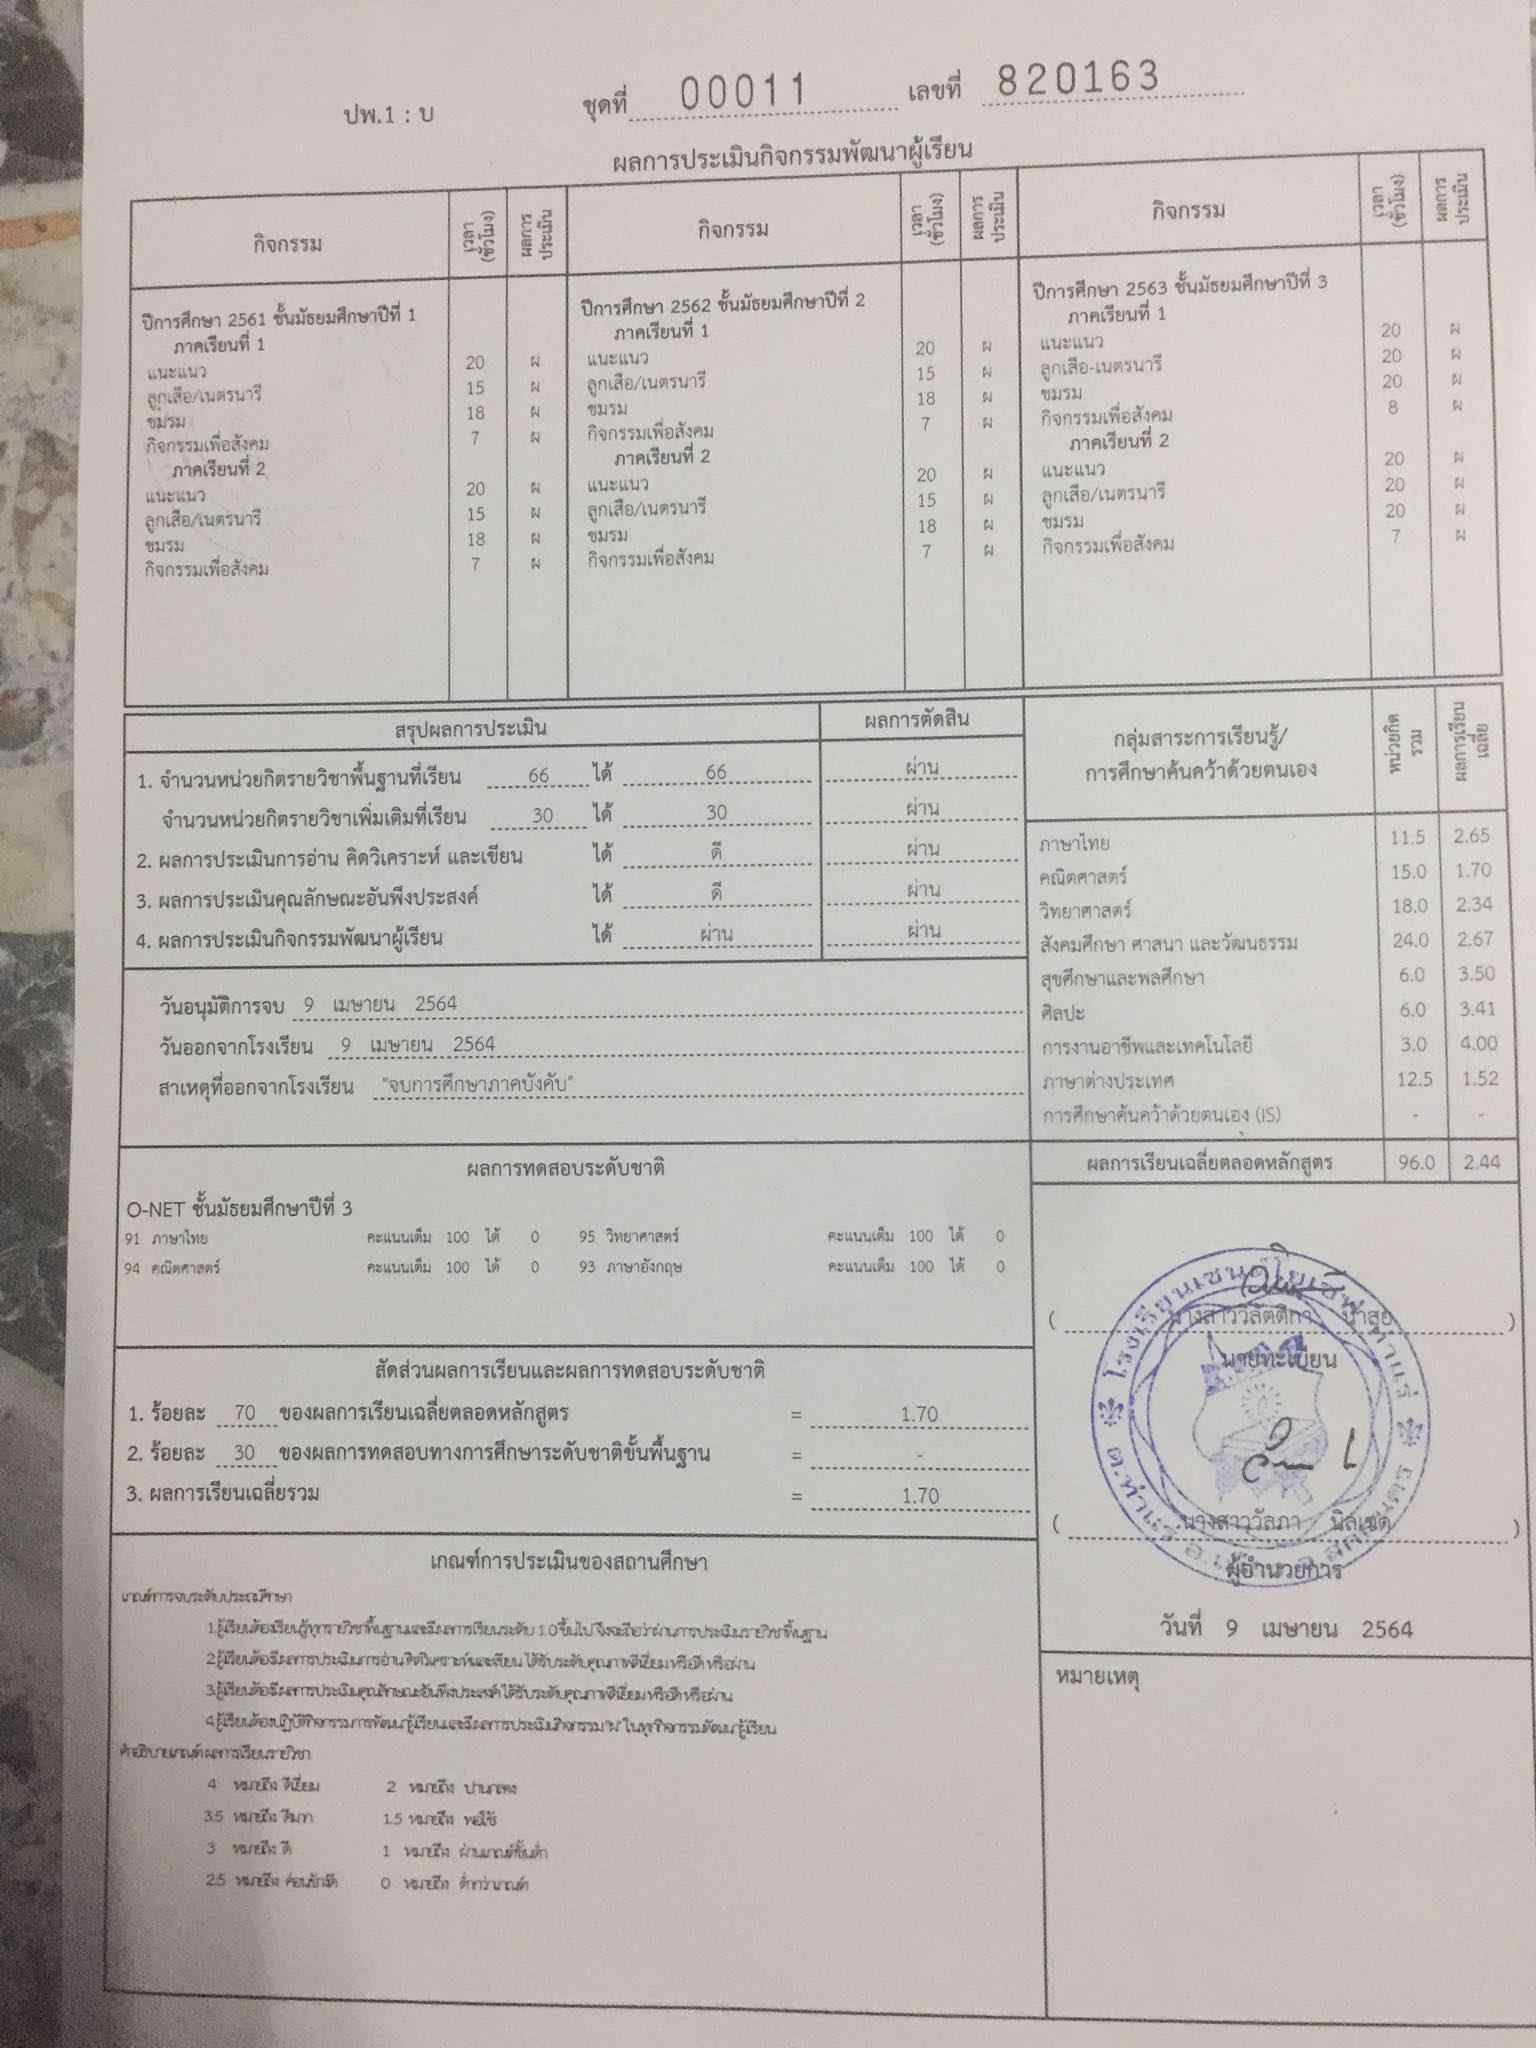 ปพ.1 : บ ชุดที่ 00011 เลขที่ 820163
ผลการประเมินกิจกรรมพัฒนาผู้เรียน
กิจกรรม เวลา (ชั่วโมง) ผลการประเมิน กิจกรรม เวลา (ชั่วโมง) ผลการประเมิน กิจกรรม เวลา (ชั่วโมง) ผลการประเมิน
ปีการศึกษา 2561 ชั้นมัธยมศึกษาปีที่ 1
ภาคเรียนที่ 1
แนะแนว 20 ผ
ลูกเสือ/เนตรนารี 15 ผ
ชมรม 18 ผ
กิจกรรมเพื่อสังคม 7 ผ
ภาคเรียนที่ 2
แนะแนว 20 ผ
ลูกเสือ/เนตรนารี 15 ผ
ชมรม 18 ผ
กิจกรรมเพื่อสังคม 7 ผ
ปีการศึกษา 2562 ชั้นมัธยมศึกษาปีที่ 2
ภาคเรียนที่ 1
แนะแนว 20 ผ
ลูกเสือ/เนตรนารี 15 ผ
ชมรม 18 ผ
กิจกรรมเพื่อสังคม 7 ผ
ภาคเรียนที่ 2
แนะแนว 20 ผ
ลูกเสือ/เนตรนารี 15 ผ
ชมรม 18 ผ
กิจกรรมเพื่อสังคม 7 ผ
ปีการศึกษา 2563 ชั้นมัธยมศึกษาปีที่ 3
ภาคเรียนที่ 1
แนะแนว 20 ผ
ลูกเสือ-เนตรนารี 20 ผ
ชมรม 20 ผ
กิจกรรมเพื่อสังคม 8 ผ
ภาคเรียนที่ 2
แนะแนว 20 ผ
ลูกเสือ/เนตรนารี 20 ผ
ชมรม 20 ผ
กิจกรรมเพื่อสังคม 7 ผ
สรุปผลการประเมิน ผลการตัดสิน
1. จำนวนหน่วยกิตรายวิชาพื้นฐานที่เรียน 66 ได้ 66 ผ่าน
จำนวนหน่วยกิตรายวิชาเพิ่มเติมที่เรียน 30 ได้ 30 ผ่าน
2. ผลการประเมินการอ่าน คิดวิเคราะห์ และเขียน ได้ ดี ผ่าน
3. ผลการประเมินคุณลักษณะอันพึงประสงค์ ได้ ดี ผ่าน
4. ผลการประเมินกิจกรรมพัฒนาผู้เรียน ได้ ผ่าน ผ่าน
วันอนุมัติการจบ 9 เมษายน 2564
วันออกจากโรงเรียน 9 เมษายน 2564
สาเหตุที่ออกจากโรงเรียน "จบการศึกษาภาคบังคับ"
กลุ่มสาระการเรียนรู้/ หน่วยกิตรวม ผลการเรียนเฉลี่ย
การศึกษาค้นคว้าด้วยตนเอง
ภาษาไทย 11.5 2.65
คณิตศาสตร์ 15.0 1.70
วิทยาศาสตร์ 18.0 2.34
สังคมศึกษา ศาสนา และวัฒนธรรม 24.0 2.67
สุขศึกษาและพลศึกษา 6.0 3.50
ศิลปะ 6.0 3.41
การงานอาชีพและเทคโนโลยี 3.0 4.00
ภาษาต่างประเทศ 12.5 1.52
การศึกษาค้นคว้าด้วยตนเอง (IS) - -
ผลการเรียนเฉลี่ยตลอดหลักสูตร 96.0 2.44
ผลการทดสอบระดับชาติ
O-NET ชั้นมัธยมศึกษาปีที่ 3
91 ภาษาไทย คะแนนเต็ม 100 ได้ 0 95 วิทยาศาสตร์ คะแนนเต็ม 100 ได้ 0
94 คณิตศาสตร์ คะแนนเต็ม 100 ได้ 0 93 ภาษาอังกฤษ คะแนนเต็ม 100 ได้ 0
สัดส่วนผลการเรียนและผลการทดสอบระดับชาติ
1. ร้อยละ 70 ของผลการเรียนเฉลี่ยตลอดหลักสูตร = 1.70
2. ร้อยละ 30 ของผลการทดสอบทางการศึกษาระดับชาติขั้นพื้นฐาน = -
3. ผลการเรียนเฉลี่ยรวม = 1.70
เกณฑ์การประเมินของสถานศึกษา
เกณฑ์การจบระดับประถมศึกษา
1.ผู้เรียนต้องเรียนรู้ทุกรายวิชาพื้นฐานและมีผลการเรียนระดับ 1.0 ขึ้นไป จึงจะถือว่าผ่านการประเมินรายวิชาพื้นฐาน
2.ผู้เรียนต้องมีผลการประเมินการอ่าน คิดวิเคราะห์และเขียน ได้รับระดับคุณภาพดีเยี่ยม หรือดี หรือผ่าน
3.ผู้เรียนต้องมีผลการประเมินคุณลักษณะอันพึงประสงค์ ได้รับระดับคุณภาพดีเยี่ยม หรือดี หรือผ่าน
4.ผู้เรียนต้องปฏิบัติกิจกรรมการพัฒนาผู้เรียนและมีผลการประเมินกิจกรรม "ผ" ในทุกกิจกรรมพัฒนาผู้เรียน
คำอธิบายเกณฑ์ผลการเรียนรายวิชา
4 หมายถึง ดีเยี่ยม 2 หมายถึง ปานกลาง
3.5 หมายถึง ดีมาก 1.5 หมายถึง พอใช้
3 หมายถึง ดี 1 หมายถึง ผ่านเกณฑ์ขั้นต่ำ
2.5 หมายถึง ค่อนข้างดี 0 หมายถึง ต่ำกว่าเกณฑ์
โรงเรียนเซนต์โยเซฟ ท่าแร่
(นางสาววิลัตติกา)
นายทะเบียน
(นางสาววัลภา นิลเขต)
ผู้อำนวยการ
วันที่ 9 เมษายน 2564
หมายเหตุ